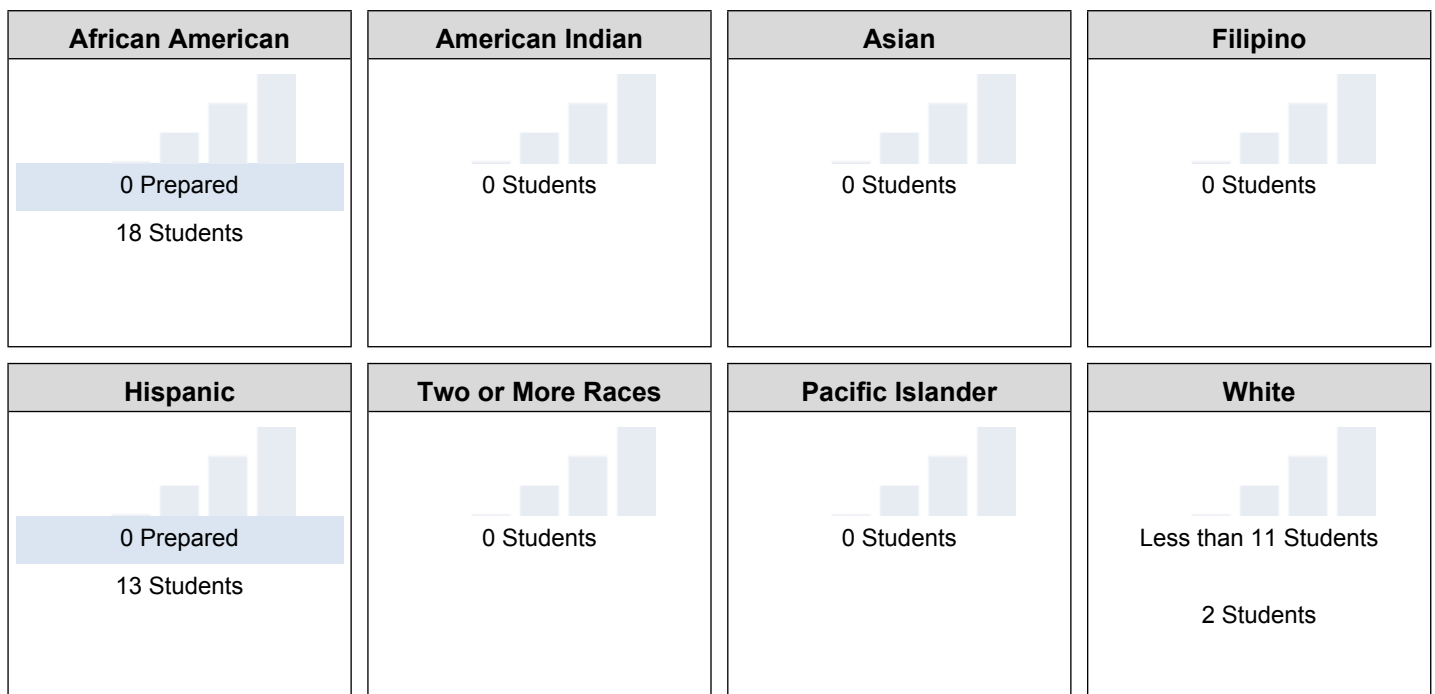 African American
0 Prepared
18 Students
American Indian
0 Students
Asian
0 Students
Filipino
0 Students
Hispanic
0 Prepared
13 Students
Two or More Races
0 Students
Pacific Islander
0 Students
White
Less than 11 Students
2 Students